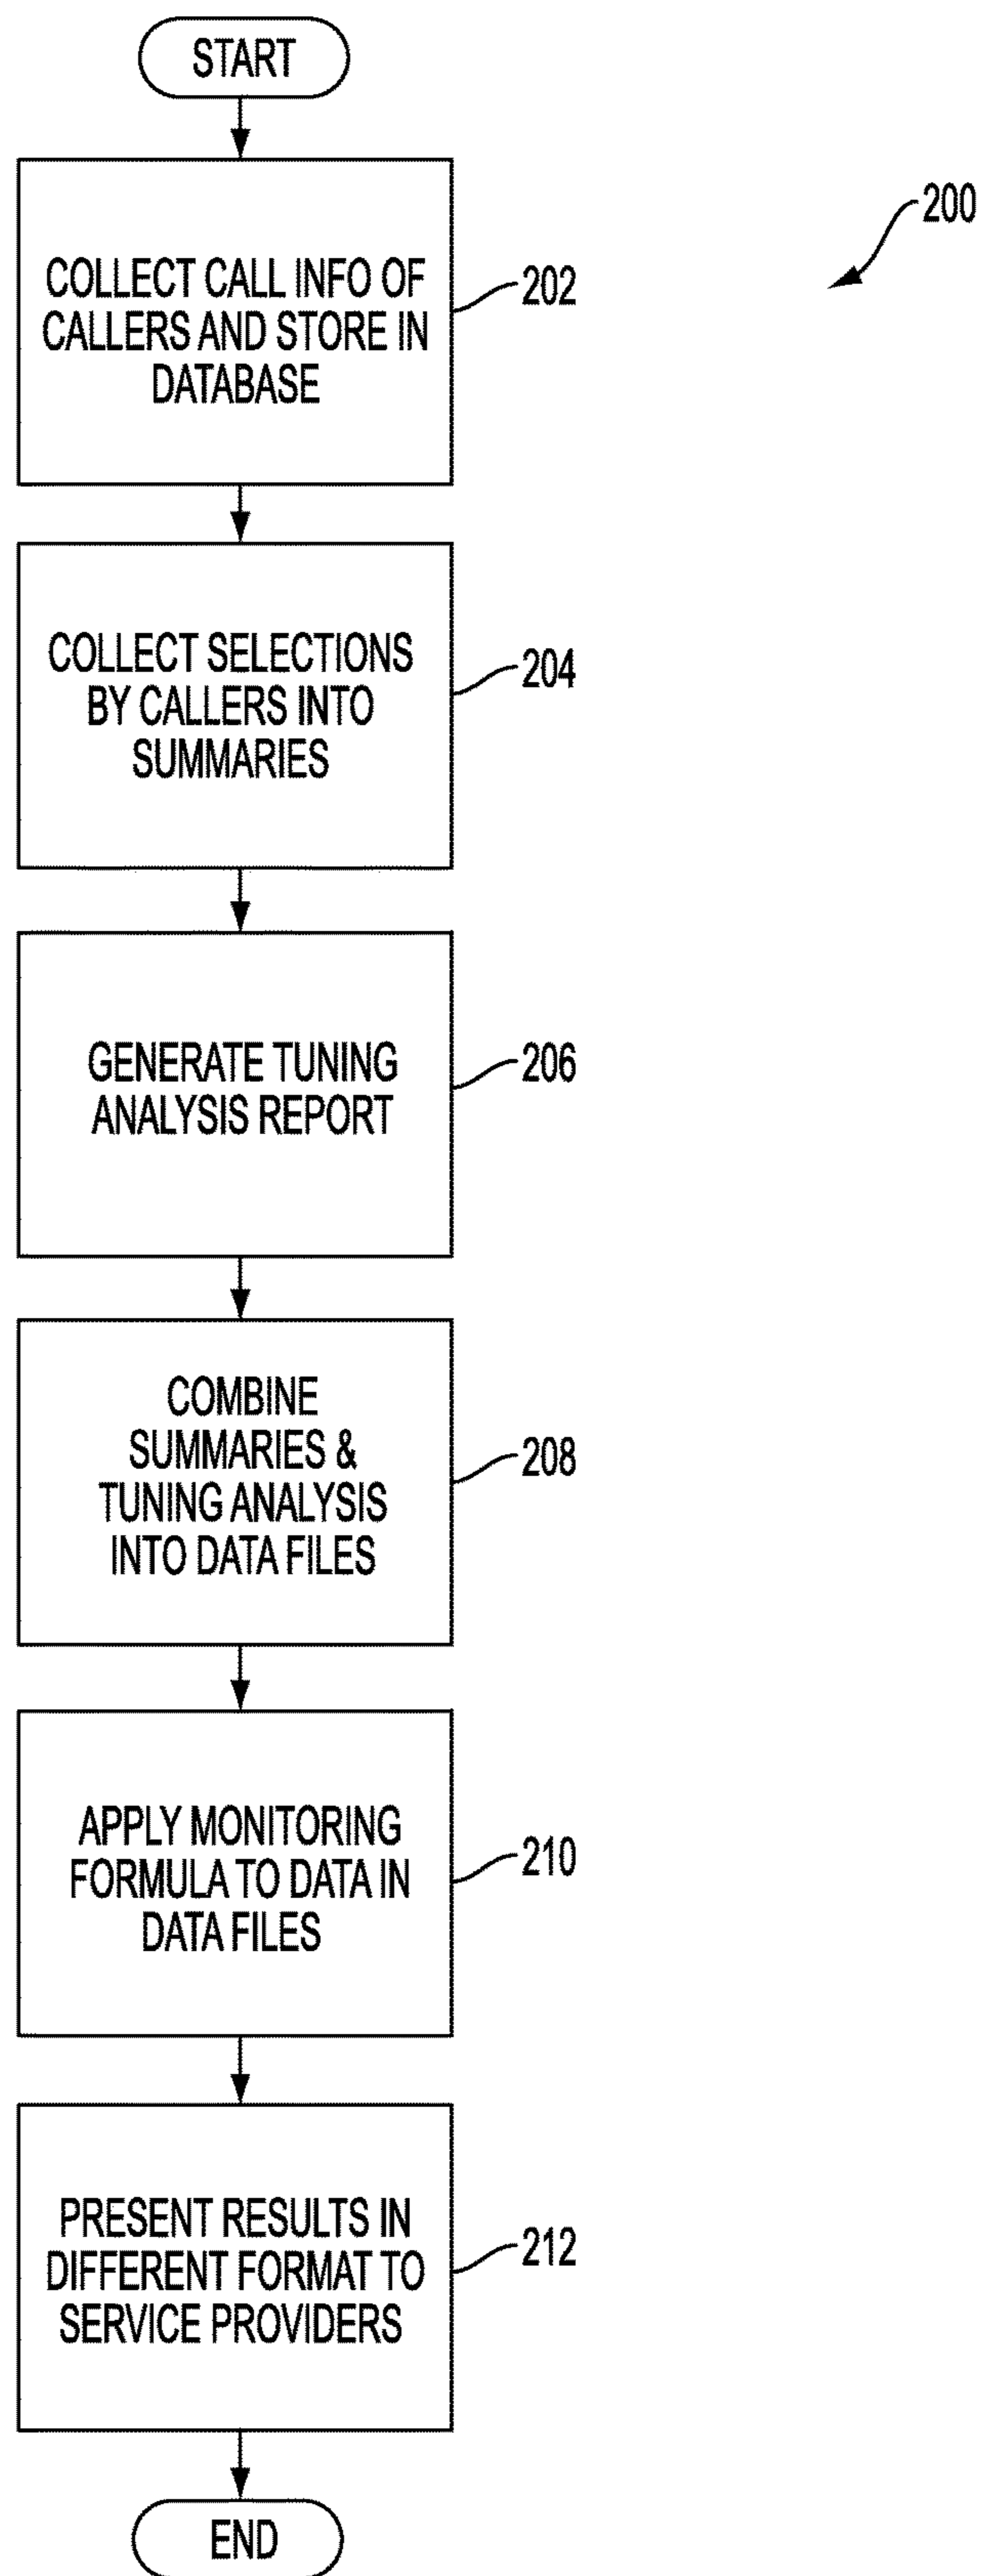 START
200
COLLECT CALL INFO OF
CALLERS AND STORE IN
DATABASE
202
COLLECT SELECTIONS
BY CALLERS INTO
SUMMARIES
204
GENERATE TUNING
ANALYSIS REPORT
206
COMBINE
SUMMARIES &
TUNING ANALYSIS
INTO DATA FILES
208
APPLY MONITORING
FORMULA TO DATA IN
DATA FILES
210
PRESENT RESULTS IN
DIFFERENT FORMAT TO
SERVICE PROVIDERS
212
END